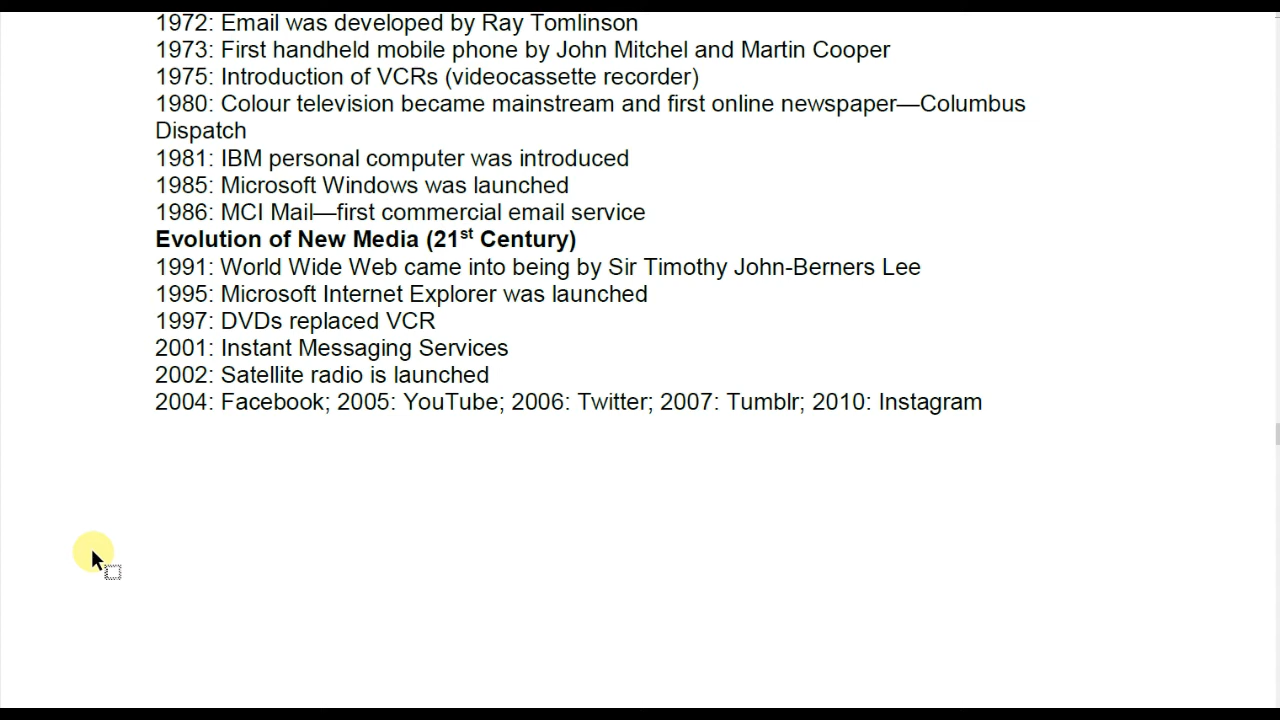 1972: Email was developed by Ray Tomlinson
1973: First handheld mobile phone by John Mitchel and Martin Cooper
1975: Introduction of VCRs (videocassette recorder)
1980: Colour television became mainstream and first online newspaper—Columbus
Dispatch
1981: IBM personal computer was introduced
1985: Microsoft Windows was launched
1986: MCI Mail—first commercial email service
Evolution of New Media (21st Century)
1991: World Wide Web came into being by Sir Timothy John-Berners Lee
1995: Microsoft Internet Explorer was launched
1997: DVDs replaced VCR
2001: Instant Messaging Services
2002: Satellite radio is launched
2004: Facebook; 2005: YouTube; 2006: Twitter; 2007: Tumblr; 2010: Instagram